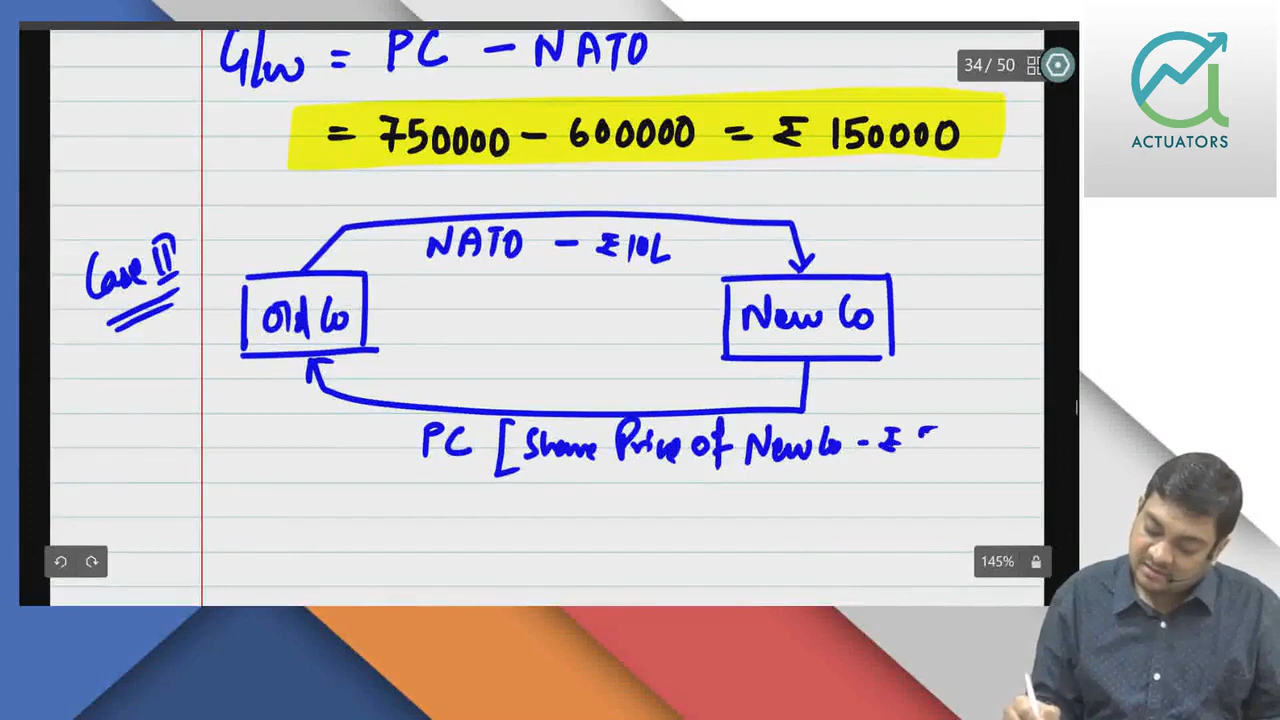 G/w = PC - NATO
34 / 50
= 750000 - 600000 = ₹ 150000
ACTUATORS
NATO - ₹10L
Case II
Old Co
New Co
PC [Share Price of New Co - ₹
145%